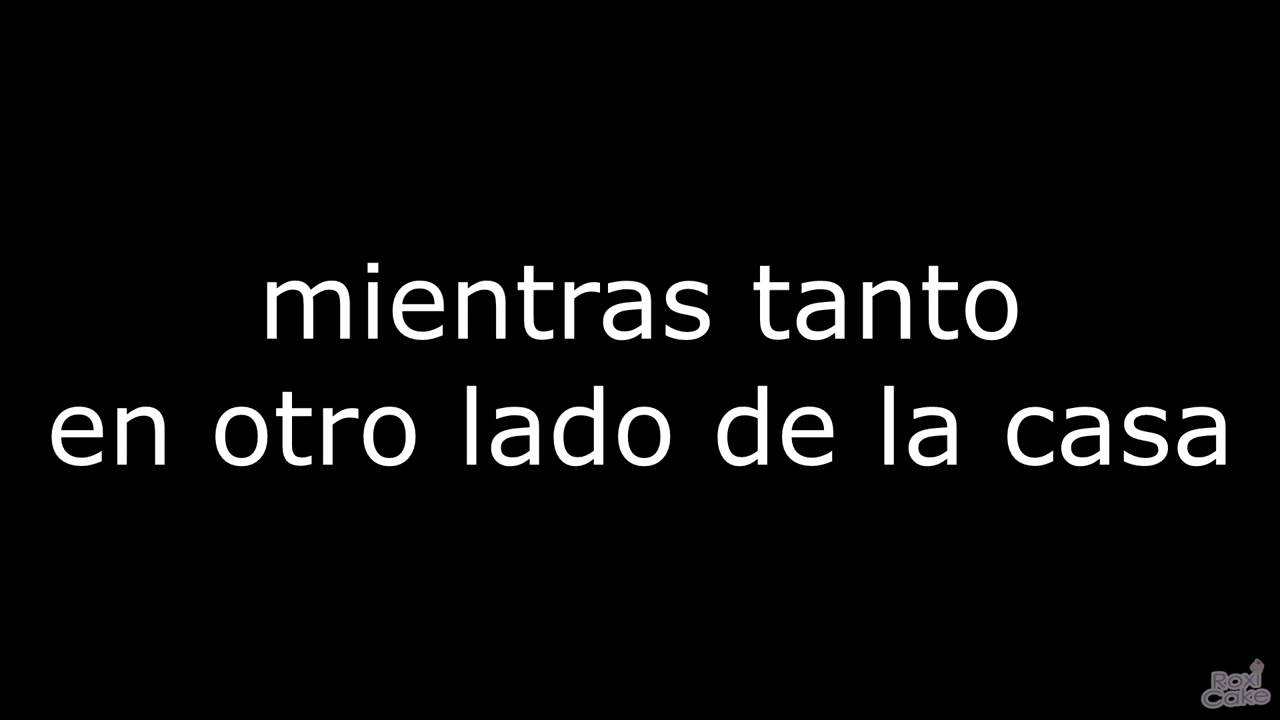 mientras tanto
en otro lado de la casa
Roxi
Cake